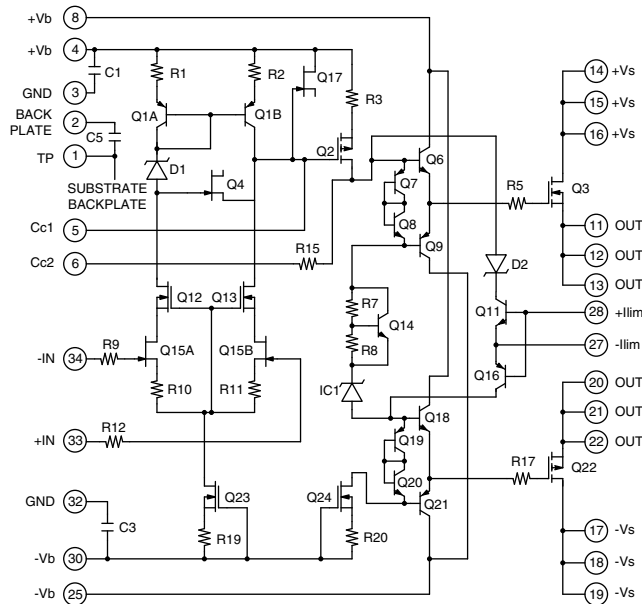 +Vb 8
+Vb 4
14 +Vs
C1
R1
R2
Q17
GND 3
R3
15 +Vs
Q1A
Q1B
BACK PLATE 2
16 +Vs
C5
Q2
Q6
TP 1
D1
Q7
R5
Q3
SUBSTRATE BACKPLATE
Q4
Q8
11 OUT
Cc1 5
Q9
12 OUT
Cc2 6
R15
D2
13 OUT
Q12
Q13
R7
Q14
Q11
28 +Ilim
R9
Q15A
Q15B
R8
27 -Ilim
-IN 34
R10
R11
IC1
Q16
20 OUT
R12
Q18
21 OUT
+IN 33
Q19
22 OUT
R17
Q22
Q20
GND 32
Q23
Q24
Q21
C3
R19
R20
17 -Vs
-Vb 30
18 -Vs
-Vb 25
19 -Vs